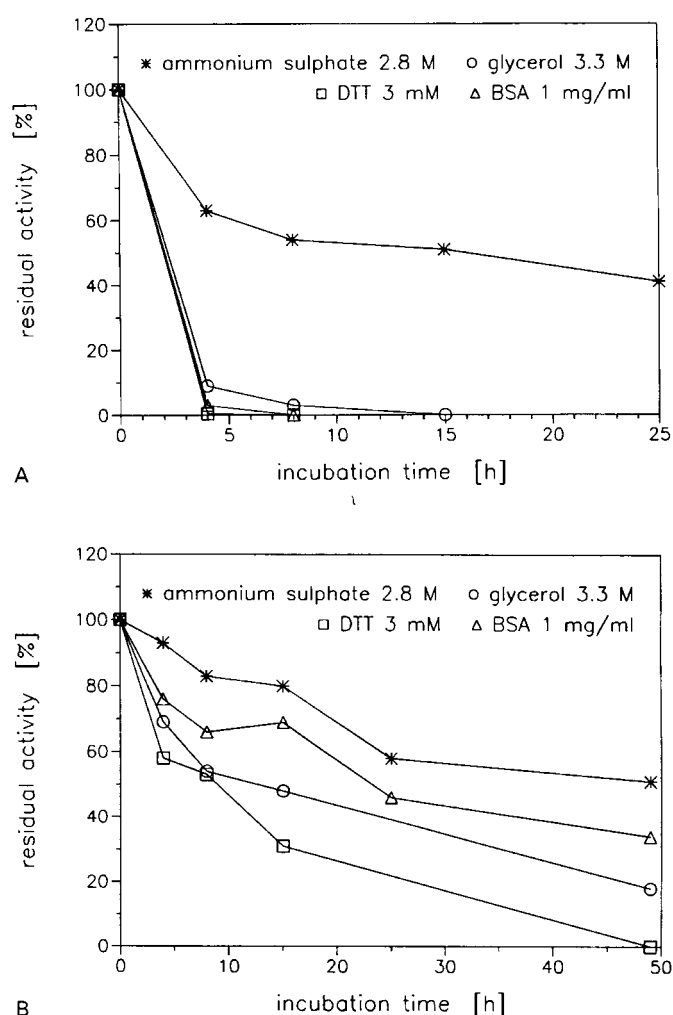 120
* ammonium sulphate 2.8 M ○ glycerol 3.3 M
□ DTT 3 mM △ BSA 1 mg/ml
100
80
60
40
20
0
residual activity [%]
0 5 10 15 20 25
incubation time [h]
A
120
* ammonium sulphate 2.8 M ○ glycerol 3.3 M
□ DTT 3 mM △ BSA 1 mg/ml
100
80
60
40
20
0
residual activity [%]
0 10 20 30 40 50
incubation time [h]
B